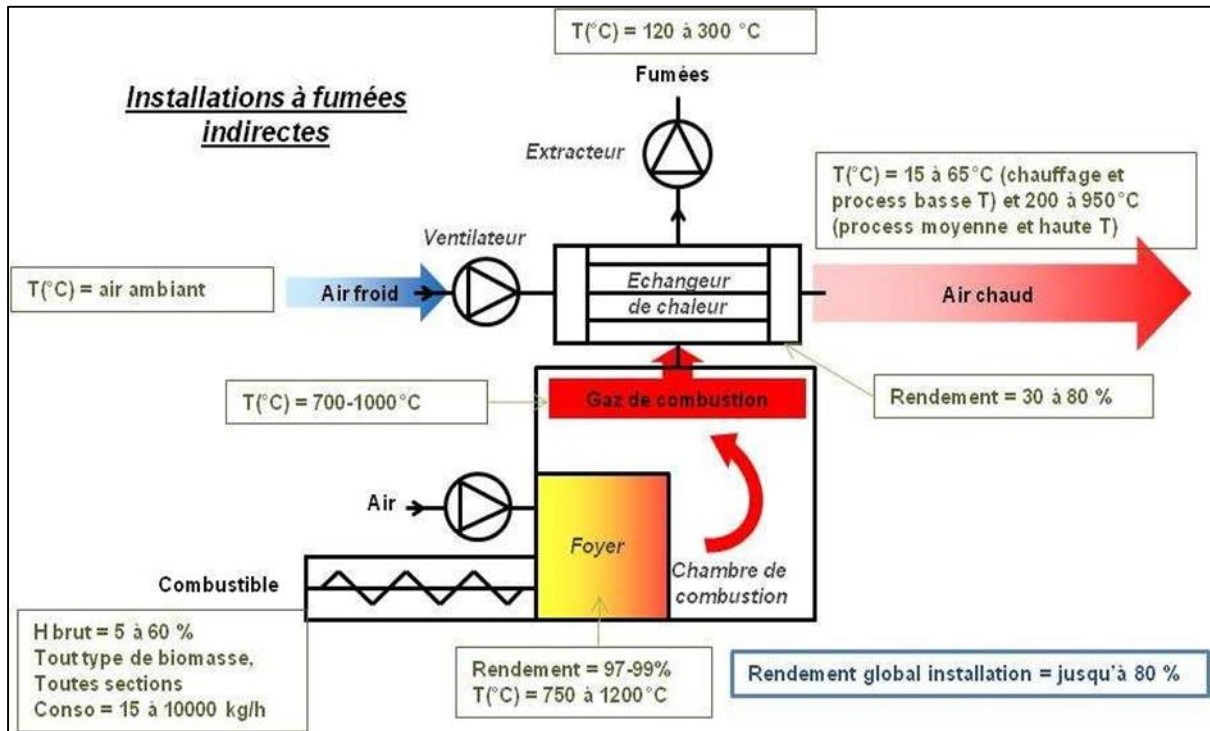 T(°C) = 120 à 300 °C
Fumées
Installations à fumées
indirectes
Extracteur
T(°C) = 15 à 65°C (chauffage et
process basse T) et 200 à 950°C
(process moyenne et haute T)
Ventilateur
T(°C) = air ambiant
Air froid
Echangeur
de chaleur
Air chaud
T(°C) = 700-1000°C
Gaz de combustion
Rendement = 30 à 80 %
Air
Foyer
Chambre de
combustion
Combustible
H brut = 5 à 60 %
Tout type de biomasse,
Toutes sections
Conso = 15 à 10000 kg/h
Rendement = 97-99%
T(°C) = 750 à 1200°C
Rendement global installation = jusqu'à 80 %